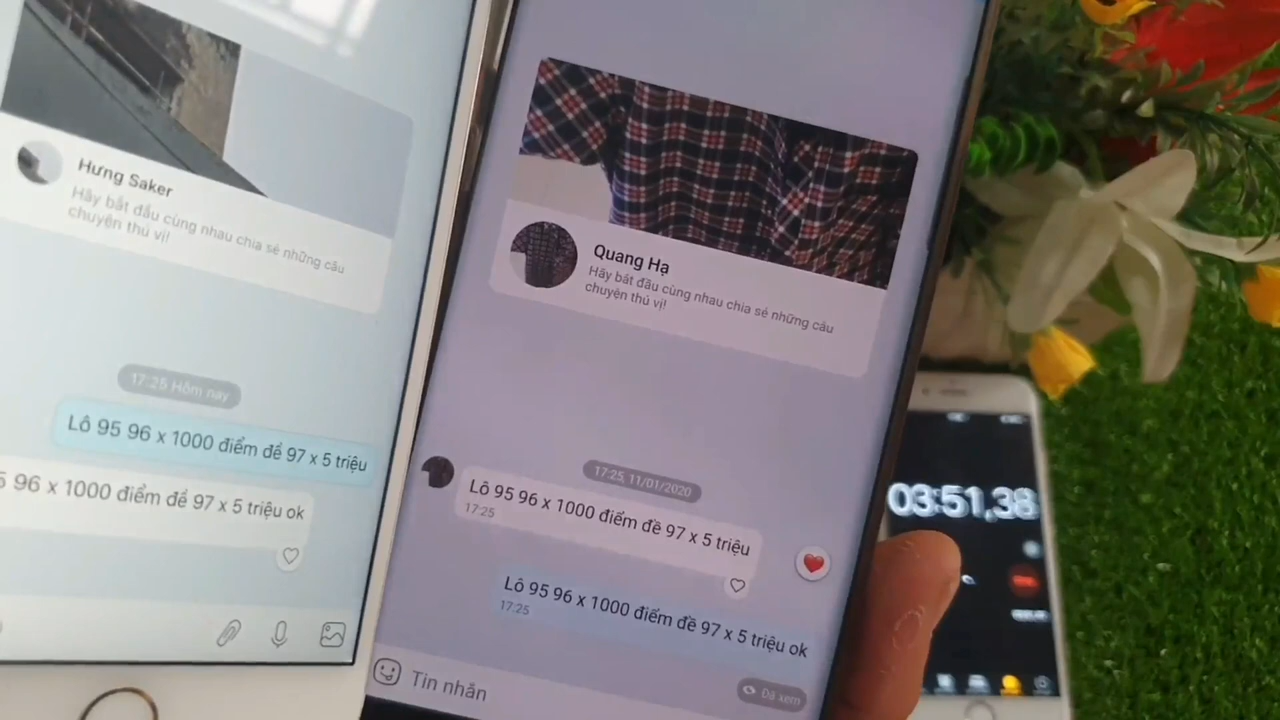 Hưng Saker
Hãy bắt đầu cùng nhau chia sẻ những câu
chuyện thú vị!
17:25 Hôm nay
Lô 95 96 x 1000 điểm đề 97 x 5 triệu
5 96 x 1000 điểm đề 97 x 5 triệu ok
Quang Hạ
Hãy bắt đầu cùng nhau chia sẻ những câu
chuyện thú vị!
17:25, 11/01/2020
Lô 95 96 x 1000 điểm đề 97 x 5 triệu
17:25
Lô 95 96 x 1000 điểm đề 97 x 5 triệu ok
17:25
Đã xem
Tin nhắn
03:51,38